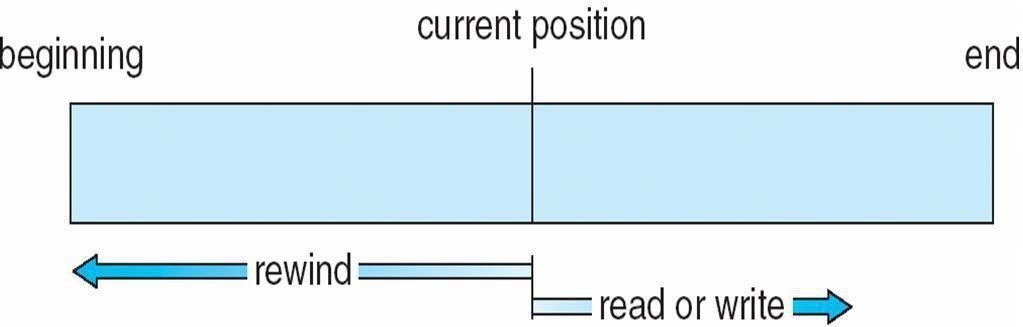 current position
beginning
end
rewind
read or write